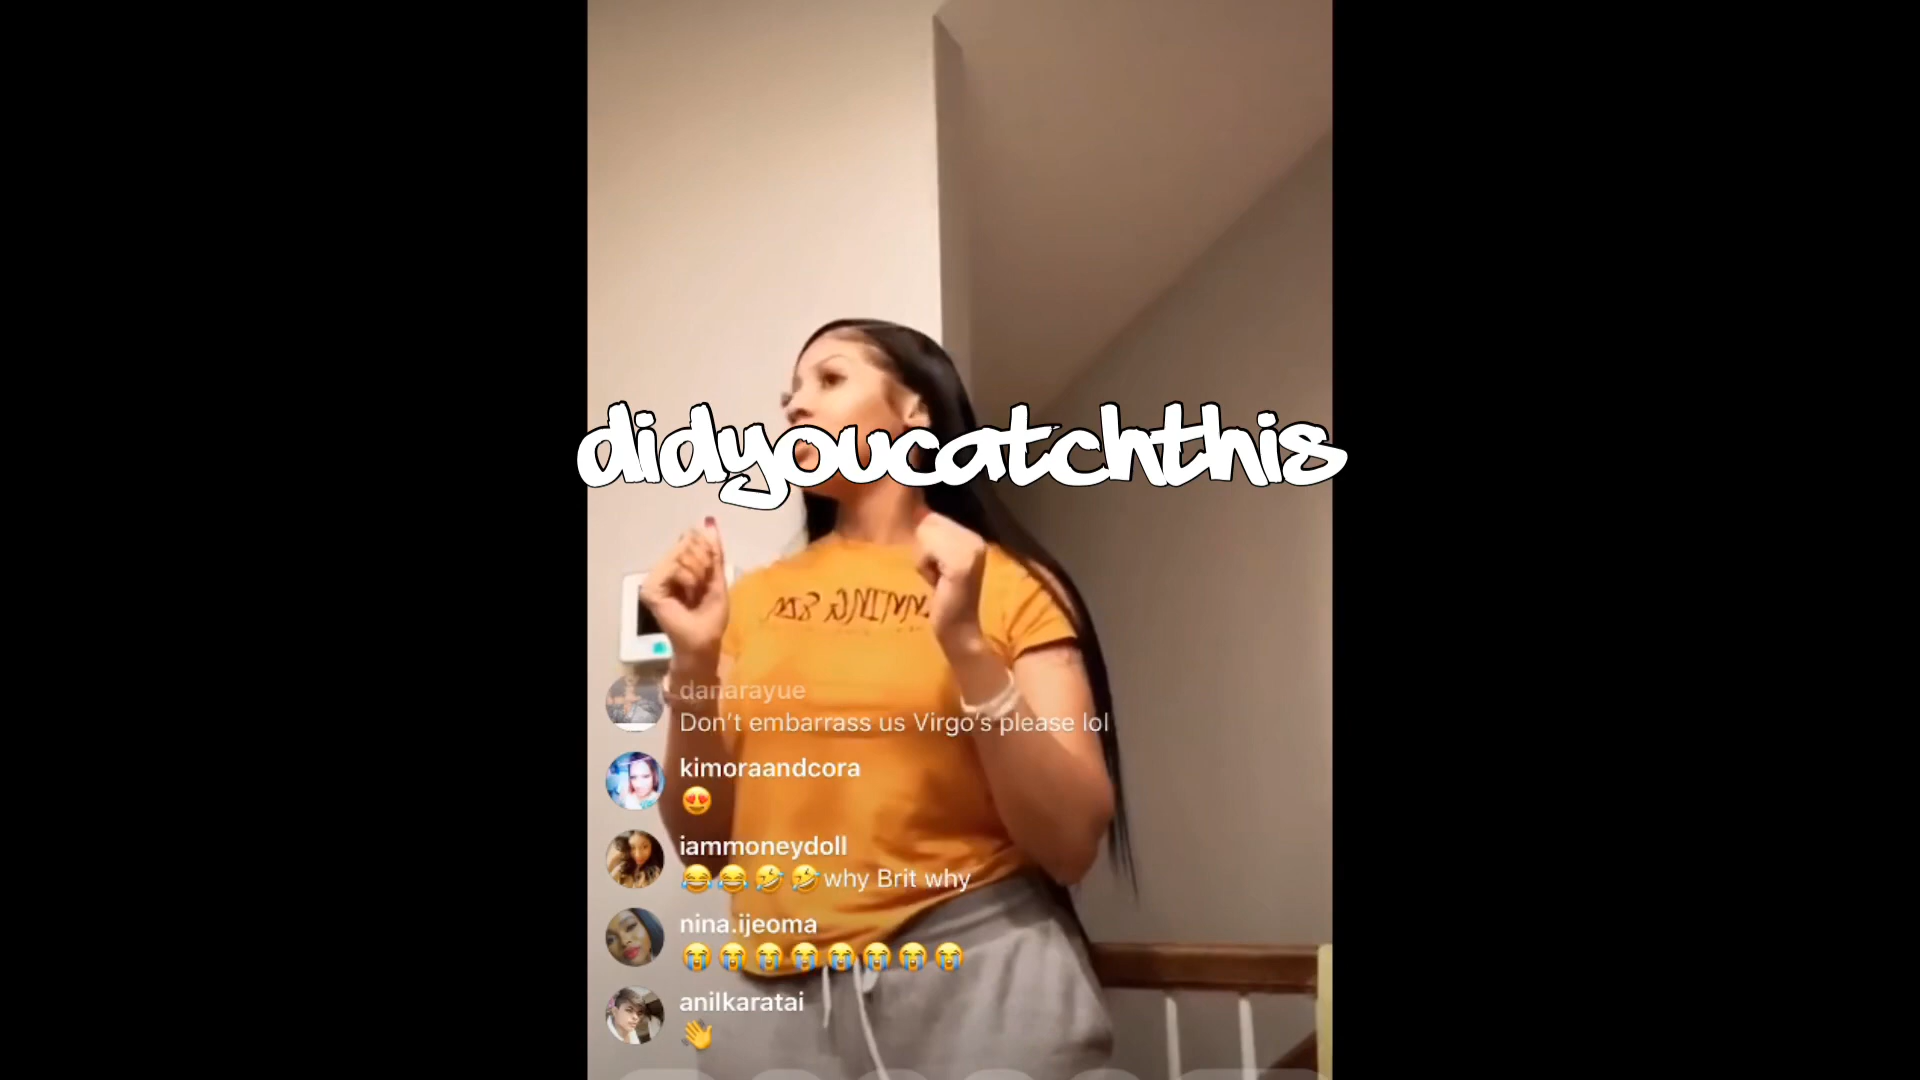 didyoucatchthis
danarayue
Don't embarrass us Virgo's please lol
kimoraandcora
😍
iammoneydoll
😂😂🤣🤣why Brit why
nina.ijeoma
😭😭😭😭😭😭😭😭
anilkaratai
👋